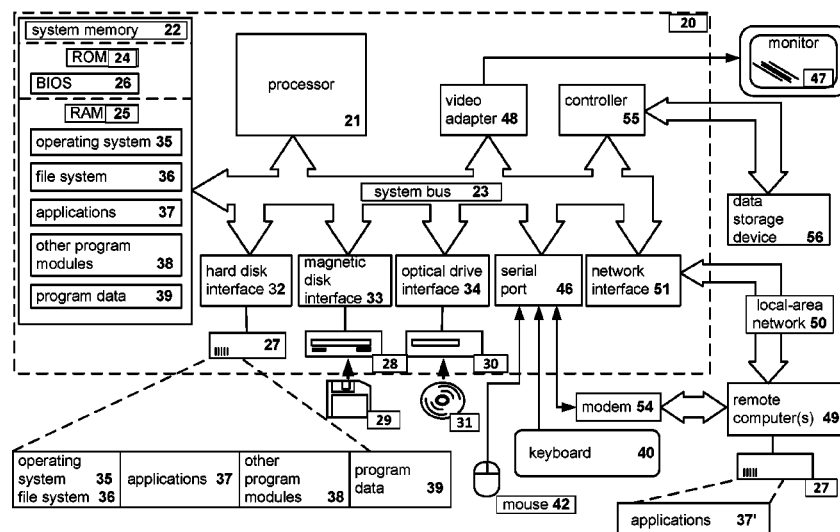 system memory 22
ROM 24
BIOS 26
RAM 25
operating system 35
file system 36
applications 37
other program
modules 38
program data 39
processor
21
video
adapter 48
controller
55
20
monitor
47
system bus 23
data
storage
device 56
hard disk
interface 32
magnetic
disk
interface 33
optical drive
interface 34
serial
port 46
network
interface 51
local-area
network 50
27
28
30
29
31
modem 54
remote
computer(s) 49
keyboard
40
mouse 42
27
operating
system 35
file system 36
applications 37
other
program
modules 38
program
data 39
applications 37'